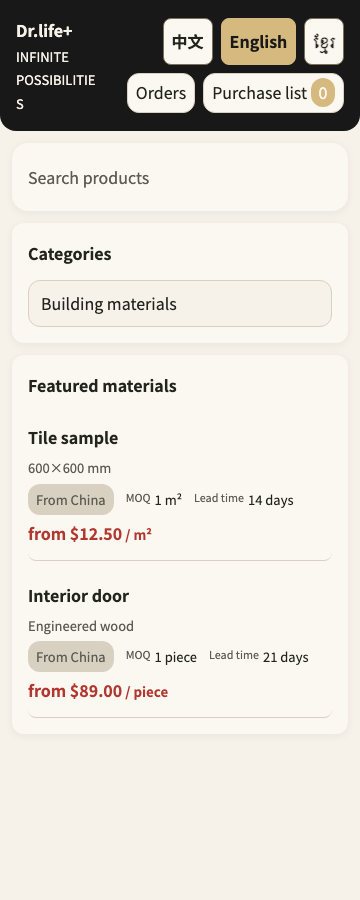 Dr.life+
INFINITE
POSSIBILITIE
S
中文
English
ខ្មែរ
Orders
Purchase list 0
Search products
Categories
Building materials
Featured materials
Tile sample
600×600 mm
From China MOQ 1 m² Lead time 14 days
from $12.50 / m²
Interior door
Engineered wood
From China MOQ 1 piece Lead time 21 days
from $89.00 / piece